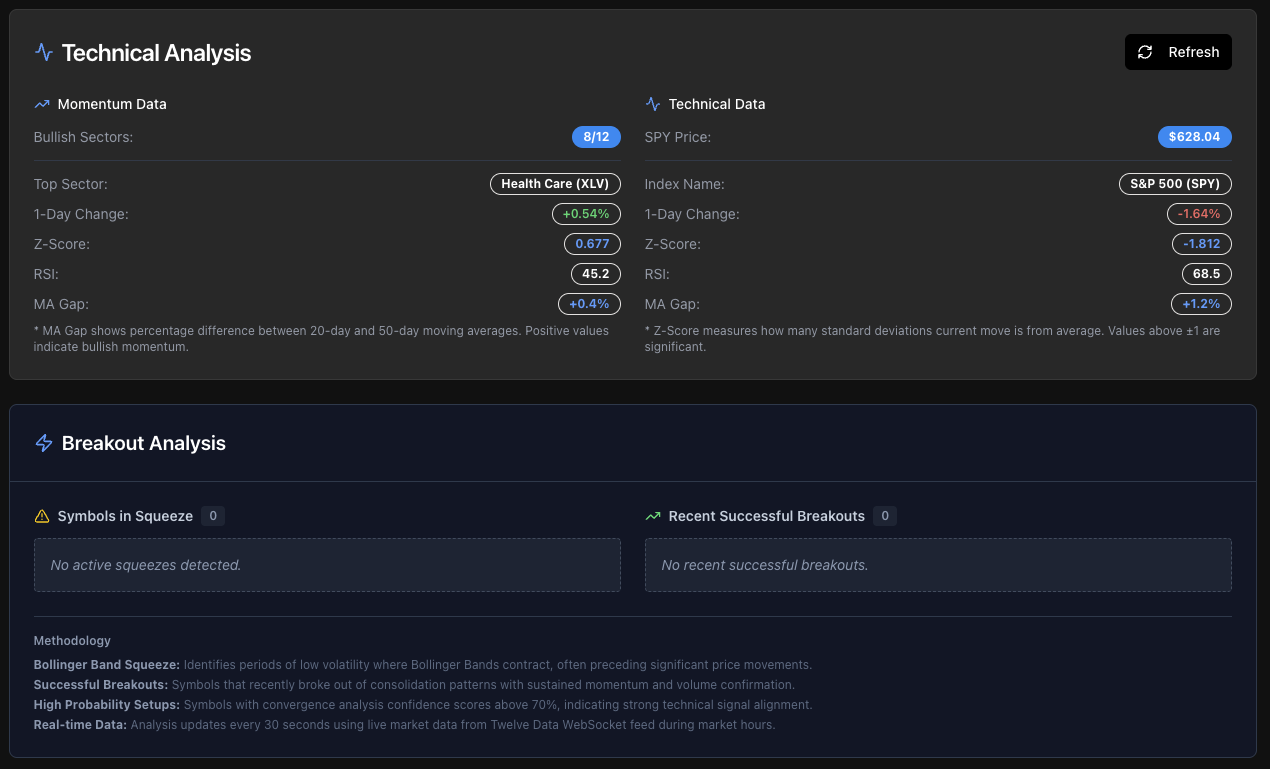 Technical Analysis
Refresh
Momentum Data
Bullish Sectors: 8/12
Top Sector: Health Care (XLV)
1-Day Change: +0.54%
Z-Score: 0.677
RSI: 45.2
MA Gap: +0.4%
* MA Gap shows percentage difference between 20-day and 50-day moving averages. Positive values
indicate bullish momentum.
Technical Data
SPY Price: $628.04
Index Name: S&P 500 (SPY)
1-Day Change: -1.64%
Z-Score: -1.812
RSI: 68.5
MA Gap: +1.2%
* Z-Score measures how many standard deviations current move is from average. Values above ±1 are
significant.
Breakout Analysis
Symbols in Squeeze 0
No active squeezes detected.
Recent Successful Breakouts 0
No recent successful breakouts.
Methodology
Bollinger Band Squeeze: Identifies periods of low volatility where Bollinger Bands contract, often preceding significant price movements.
Successful Breakouts: Symbols that recently broke out of consolidation patterns with sustained momentum and volume confirmation.
High Probability Setups: Symbols with convergence analysis confidence scores above 70%, indicating strong technical signal alignment.
Real-time Data: Analysis updates every 30 seconds using live market data from Twelve Data WebSocket feed during market hours.